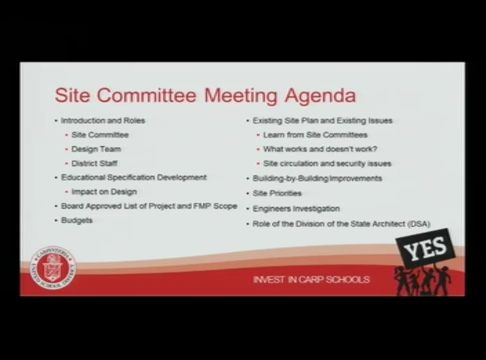 Site Committee Meeting Agenda
• Introduction and Roles
• Site Committee
• Design Team
• District Staff
• Educational Specification Development
• Impact on Design
• Board Approved List of Project and FMP Scope
• Budgets
• Existing Site Plan and Existing Issues
• Learn from Site Committees
• What works and doesn't work?
• Site circulation and security issues
• Building-by-Building Improvements
• Site Priorities
• Engineers Investigation
• Role of the Division of the State Architect (DSA)
YES
INVEST IN CARP SCHOOLS